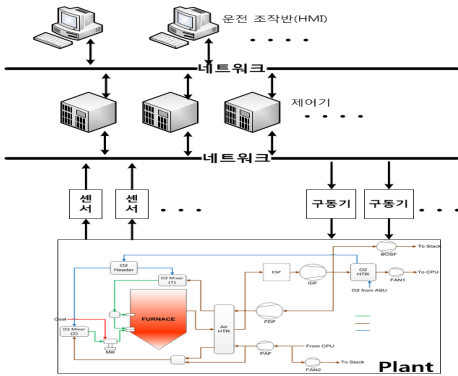 운전 조작반(HMI)
네트워크
제어기
네트워크
센서
센서
구동기
구동기
BDSF
To Stack
O2 Header
O2 Mixer (1)
ESP
IDF
O2 HTR
FAN1
To CPU
O2 from ASU
Coal
FURNACE
Air HTR
FDF
O2 Mixer (2)
Mill
PAF
From CPU
FAN2
To Stack
Plant